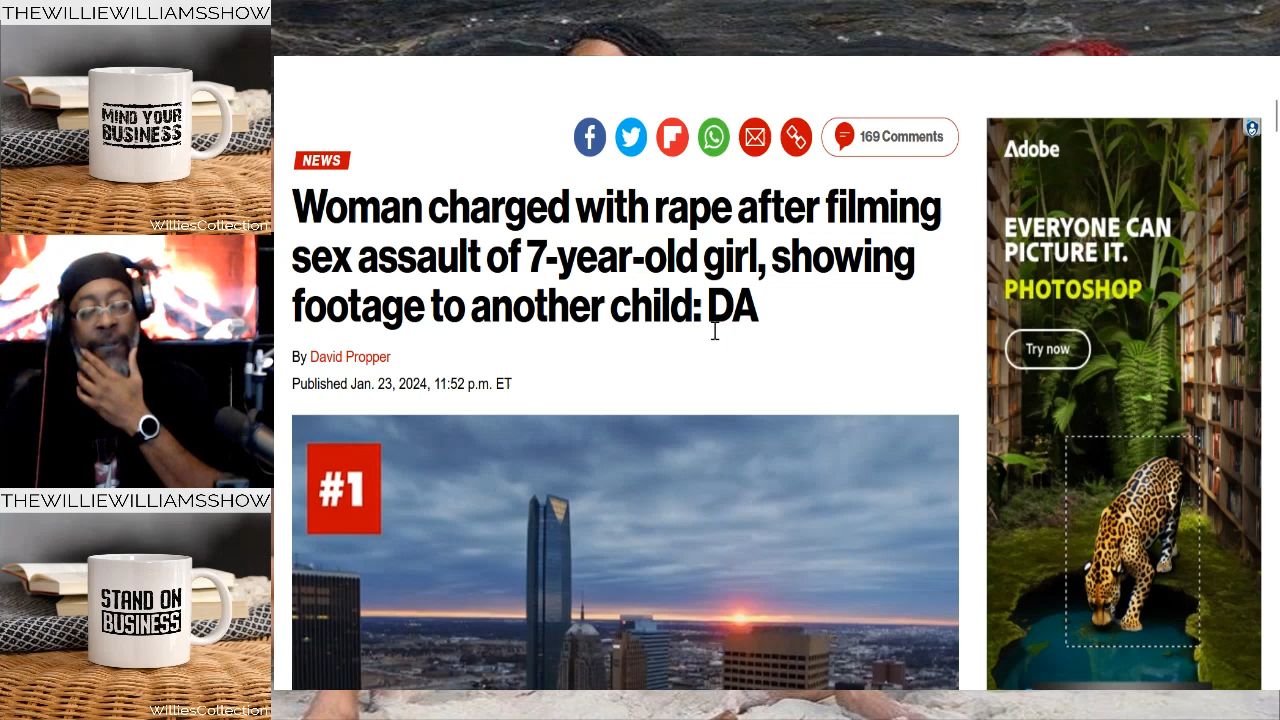 THEWILLIEWILLIAMSSHOW
MIND YOUR
BUSINESS
WilliesCollection
THEWILLIEWILLIAMSSHOW
STAND ON
BUSINESS
WilliesCollection
169 Comments
NEWS
Woman charged with rape after filming
sex assault of 7-year-old girl, showing
footage to another child: DA
By David Propper
Published Jan. 23, 2024, 11:52 p.m. ET
#1
Adobe
EVERYONE CAN
PICTURE IT.
PHOTOSHOP
Try now